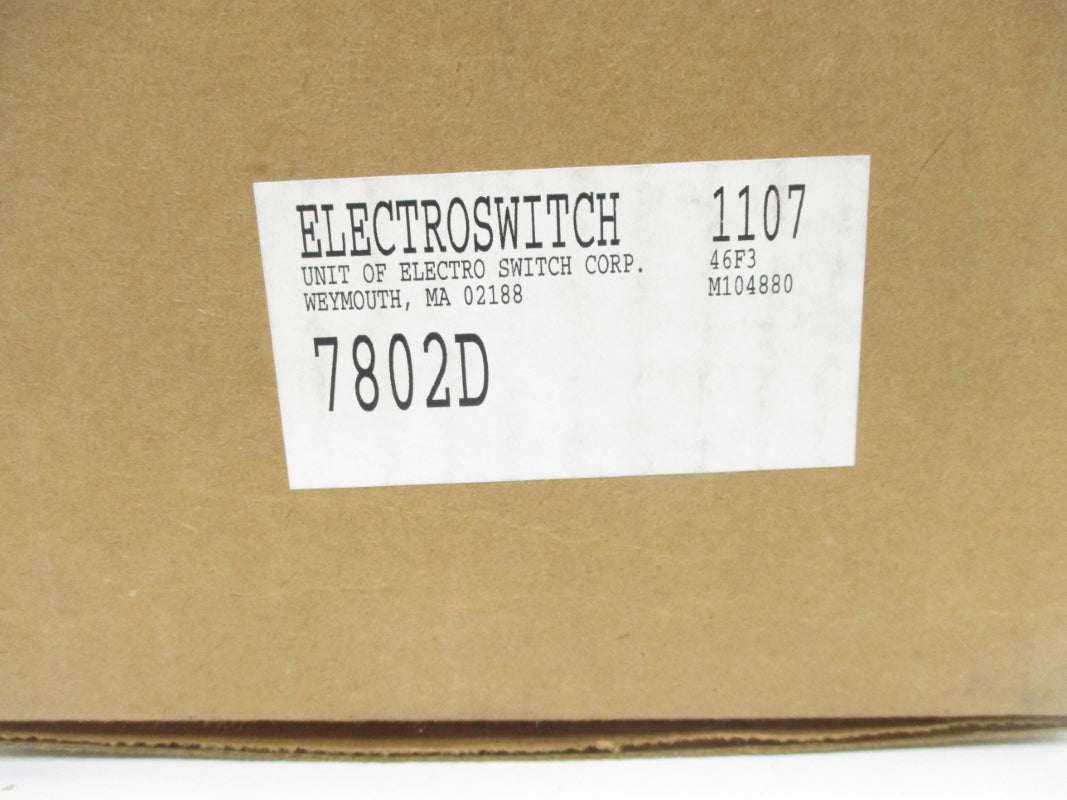 ELECTROSWITCH 1107
UNIT OF ELECTRO SWITCH CORP. 46F3
WEYMOUTH, MA 02188 M104880
7802D